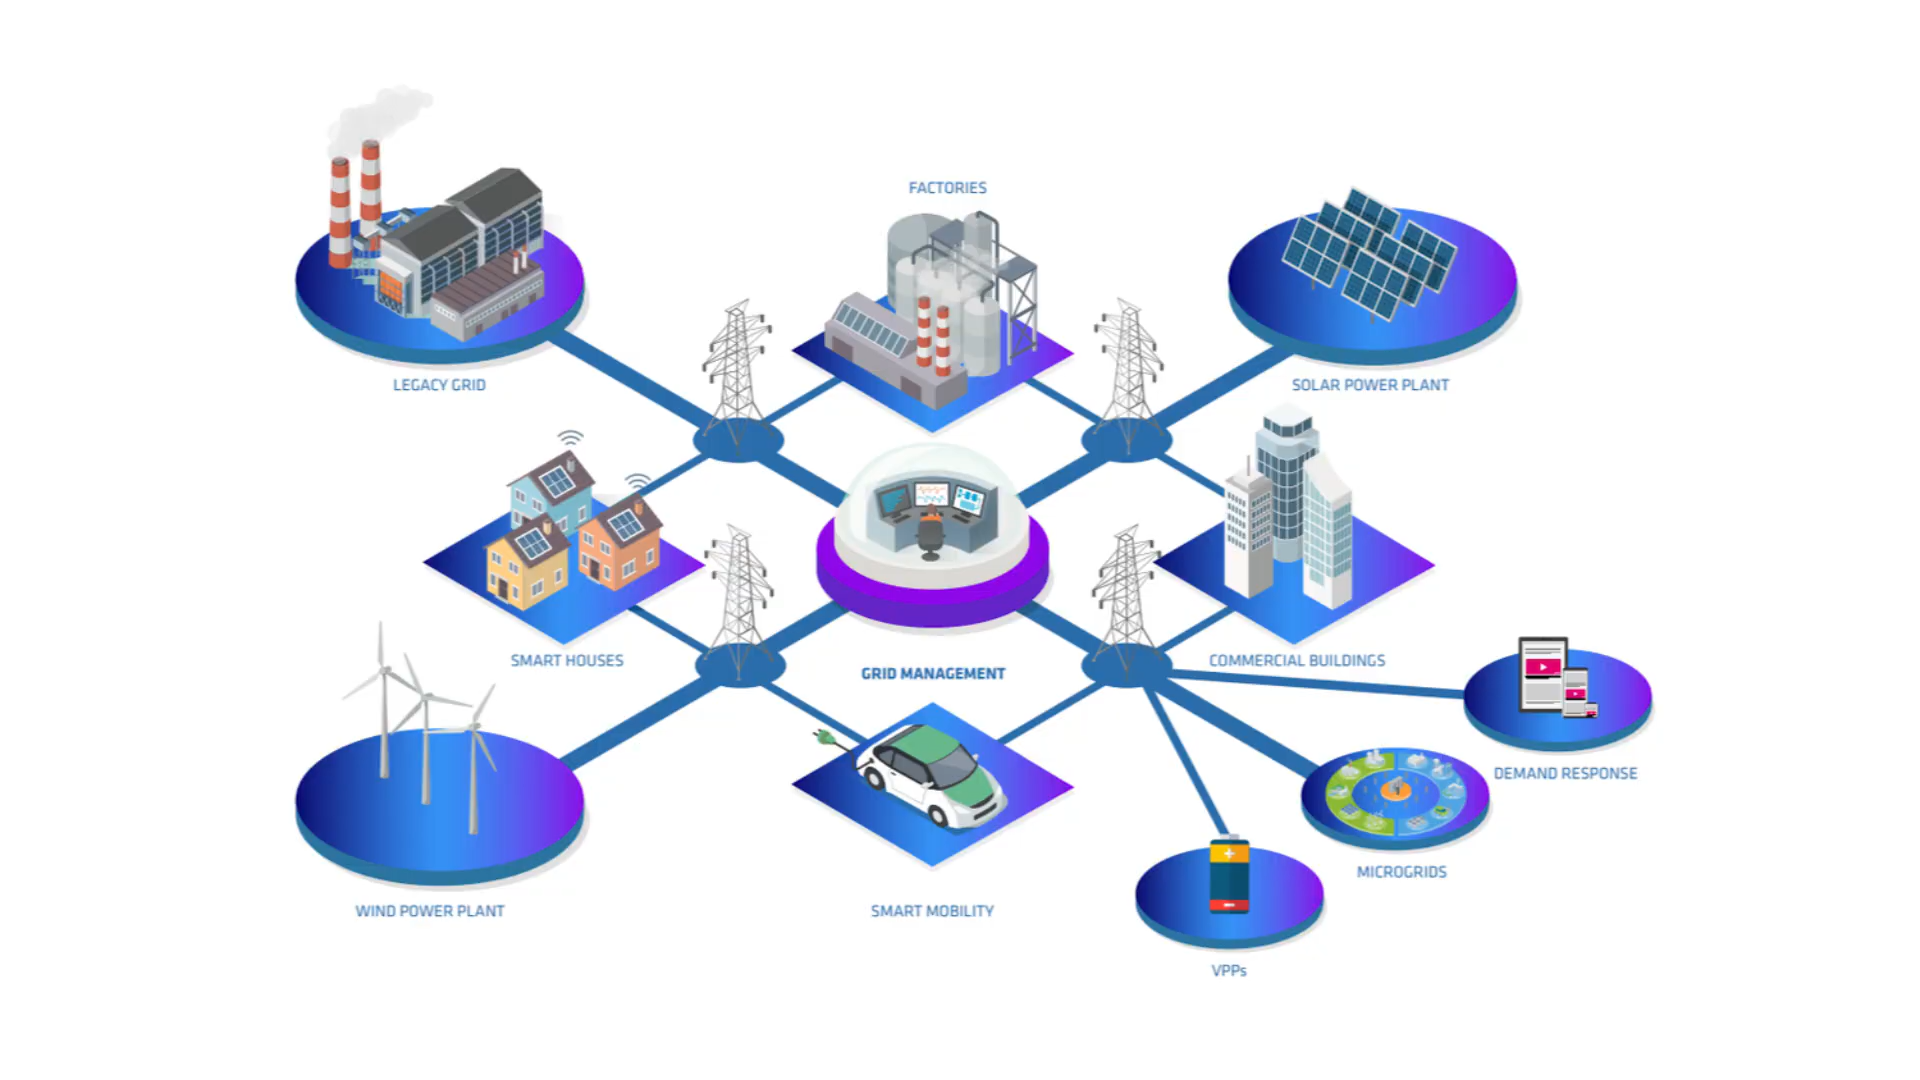 FACTORIES
LEGACY GRID
SOLAR POWER PLANT
SMART HOUSES
GRID MANAGEMENT
COMMERCIAL BUILDINGS
DEMAND RESPONSE
MICROGRIDS
WIND POWER PLANT
SMART MOBILITY
VPPs